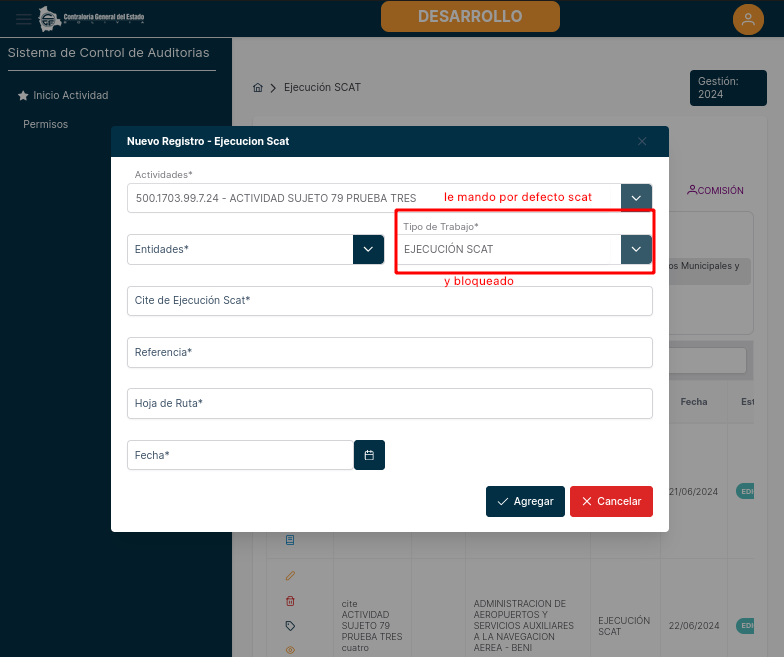 Contraloría General del Estado
DESARROLLO
Sistema de Control de Auditorias
Inicio Actividad
Permisos
Ejecución SCAT
Gestión:
2024
Nuevo Registro - Ejecucion Scat
Actividades*
500.1703.99.7.24 - ACTIVIDAD SUJETO 79 PRUEBA TRES
le mando por defecto scat
COMISIÓN
Entidades*
Tipo de Trabajo*
EJECUCIÓN SCAT
y bloqueado
os Municipales y
Cite de Ejecución Scat*
Referencia*
Hoja de Ruta*
Fecha*
Fecha
Est
21/06/2024
EDI
Agregar
Cancelar
cite
ACTIVIDAD
SUJETO 79
PRUEBA TRES
cuatro
ADMINISTRACION DE
AEROPUERTOS Y
SERVICIOS AUXILIARES
A LA NAVEGACION
AEREA - BENI
EJECUCIÓN
SCAT
22/06/2024
EDI